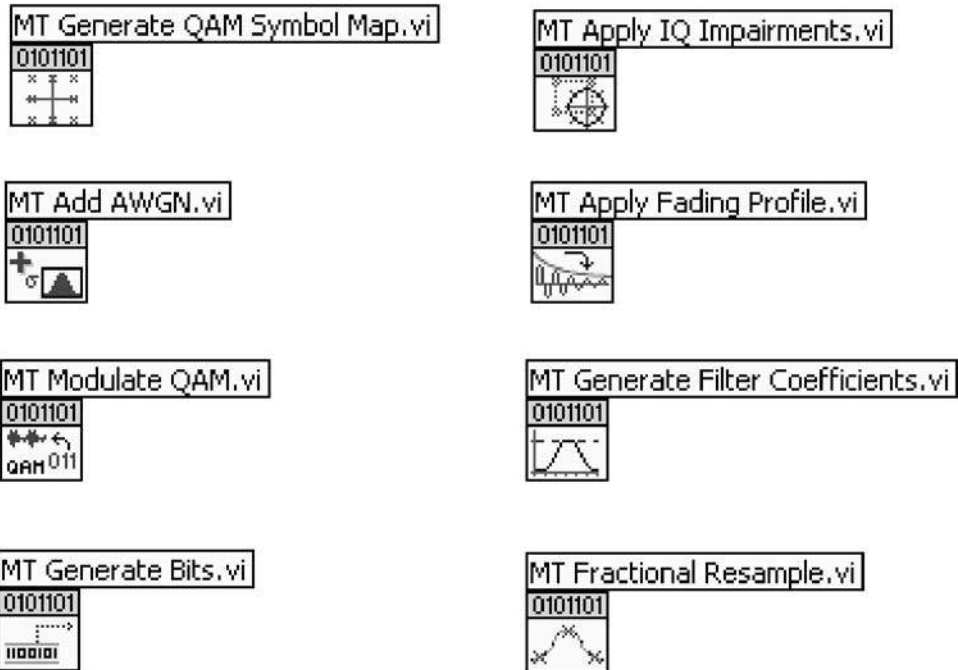 MT Generate QAM Symbol Map.vi
0101101
MT Apply IQ Impairments.vi
0101101
MT Add AWGN.vi
0101101
σ
MT Apply Fading Profile.vi
0101101
MT Modulate QAM.vi
0101101
QAM 011
MT Generate Filter Coefficients.vi
0101101
MT Generate Bits.vi
0101101
1100101
MT Fractional Resample.vi
0101101